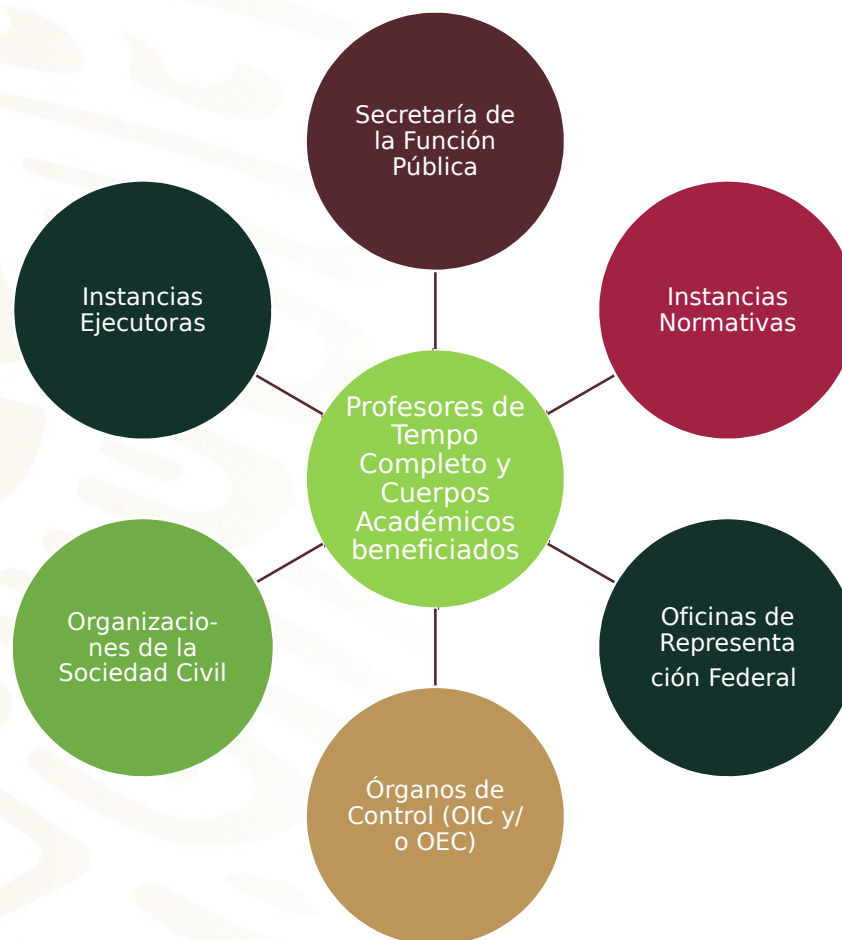 Secretaría de
la Función
Pública
Instancias
Ejecutoras
Instancias
Normativas
Profesores de
Tempo
Completo y
Cuerpos
Académicos
beneficiados
Organizacio-
nes de la
Sociedad Civil
Oficinas de
Representa
ción Federal
Órganos de
Control (OIC y/
o OEC)